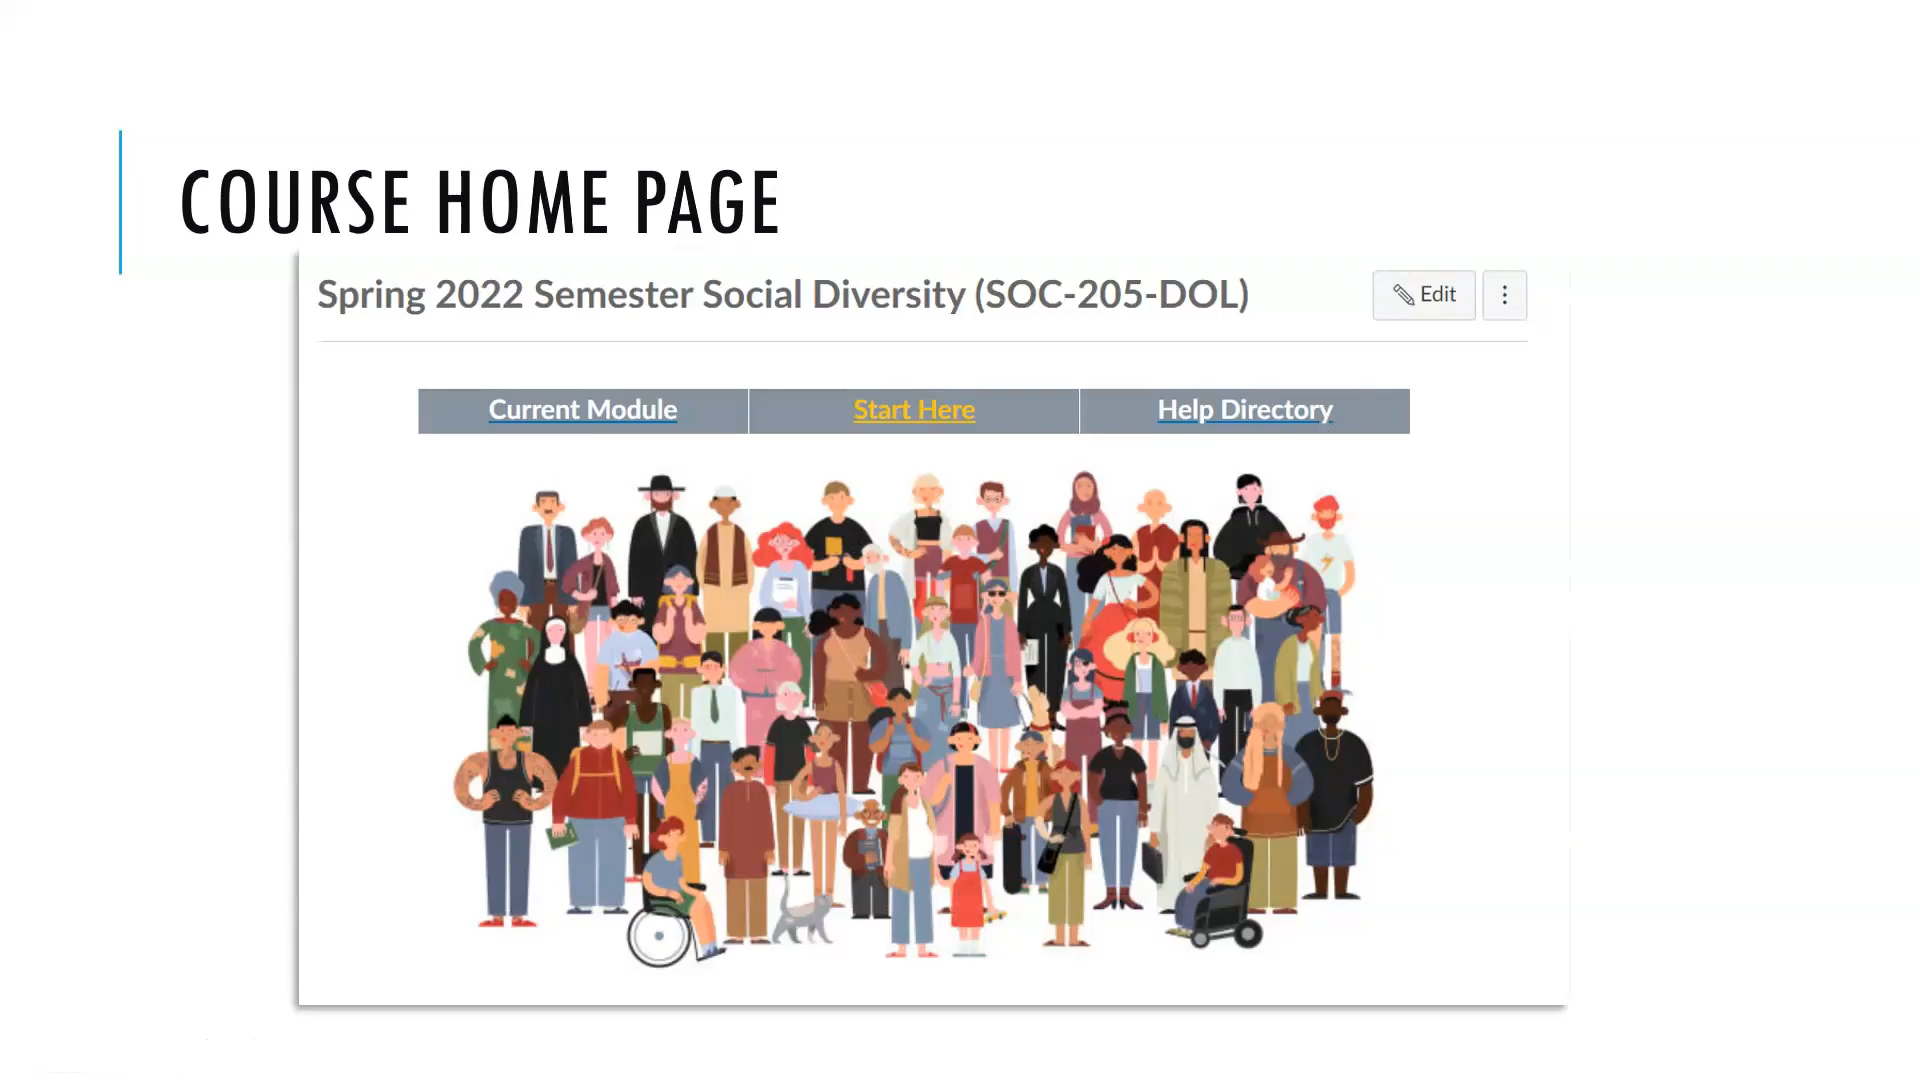 COURSE HOME PAGE
Spring 2022 Semester Social Diversity (SOC-205-DOL)
Edit
Current Module
Start Here
Help Directory